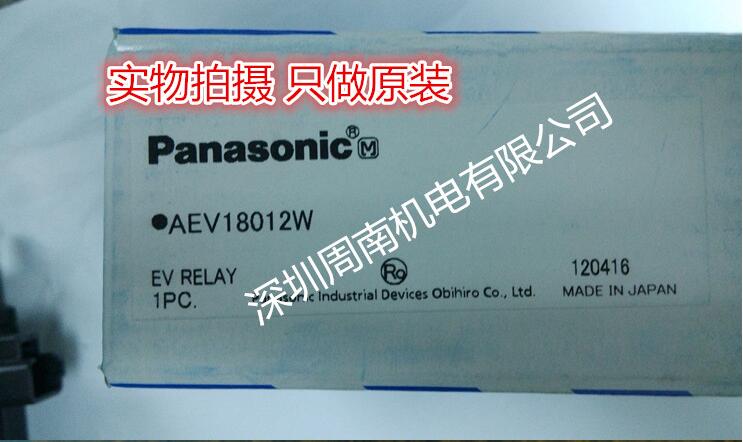 实物拍摄 只做原装
Panasonic® M
●AEV18012W
深圳周南机电有限公司
EV RELAY
1PC.
Panasonic Industrial Devices Obihiro Co., Ltd.
120416
MADE IN JAPAN